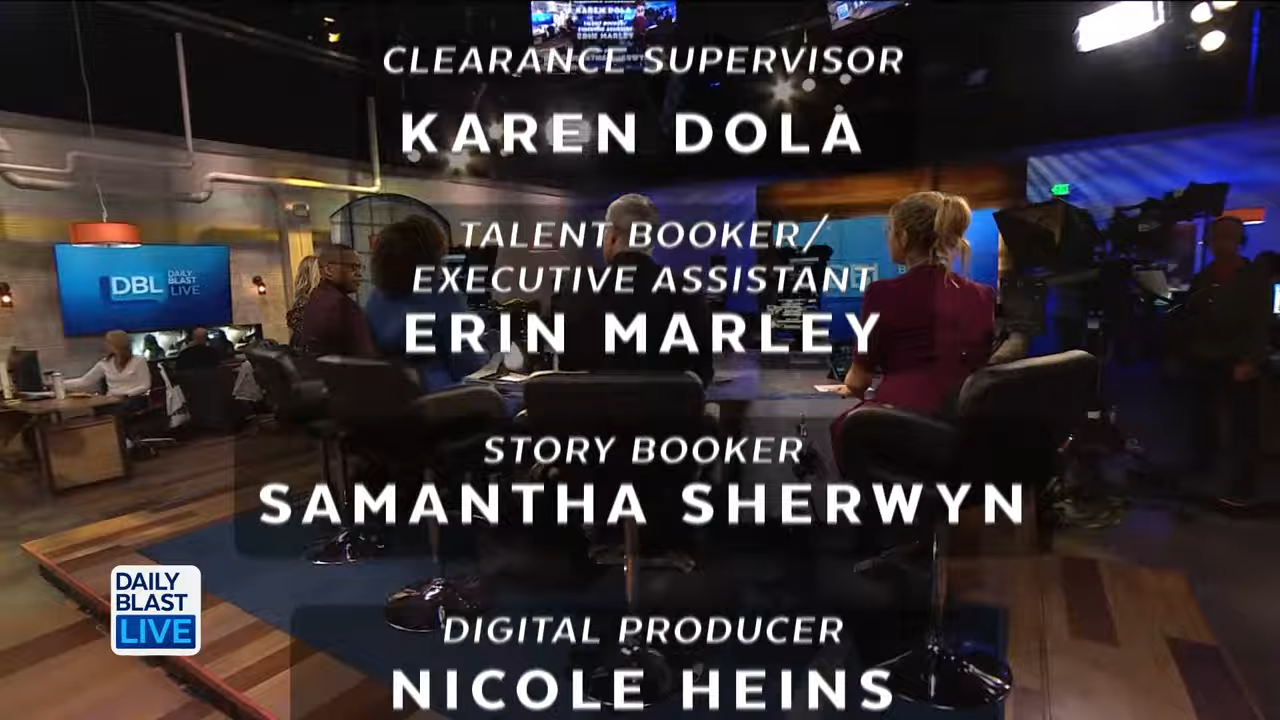 CLEARANCE SUPERVISOR
KAREN DOLA
TALENT BOOKER/
EXECUTIVE ASSISTANT
ERIN MARLEY
STORY BOOKER
SAMANTHA SHERWYN
DIGITAL PRODUCER
NICOLE HEINS
DBL
DAILY
BLAST
LIVE
DAILY
BLAST
LIVE